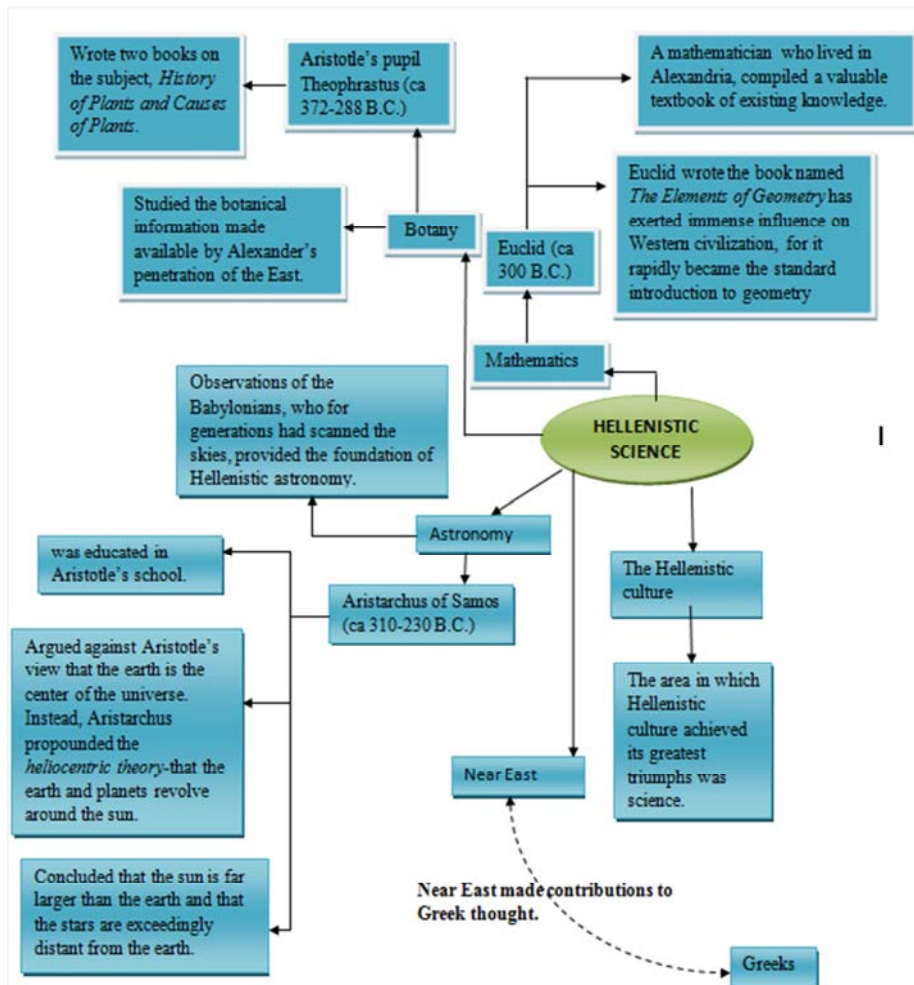 Wrote two books on
the subject, History
of Plants and Causes
of Plants.
Aristotle's pupil
Theophrastus (ca
372-288 B.C.)
A mathematician who lived in
Alexandria, compiled a valuable
textbook of existing knowledge.
Studied the botanical
information made
available by Alexander's
penetration of the East.
Botany
Euclid (ca
300 B.C.)
Euclid wrote the book named
The Elements of Geometry has
exerted immense influence on
Western civilization, for it
rapidly became the standard
introduction to geometry
Mathematics
Observations of the
Babylonians, who for
generations had scanned the
skies, provided the foundation of
Hellenistic astronomy.
HELLENISTIC
SCIENCE
I
Astronomy
was educated in
Aristotle's school.
Aristarchus of Samos
(ca 310-230 B.C.)
The Hellenistic
culture
Argued against Aristotle's
view that the earth is the
center of the universe.
Instead, Aristarchus
propounded the
heliocentric theory-that the
earth and planets revolve
around the sun.
The area in which
Hellenistic
culture achieved
its greatest
triumphs was
science.
Near East
Concluded that the sun is far
larger than the earth and that
the stars are exceedingly
distant from the earth.
Near East made contributions to
Greek thought.
Greeks